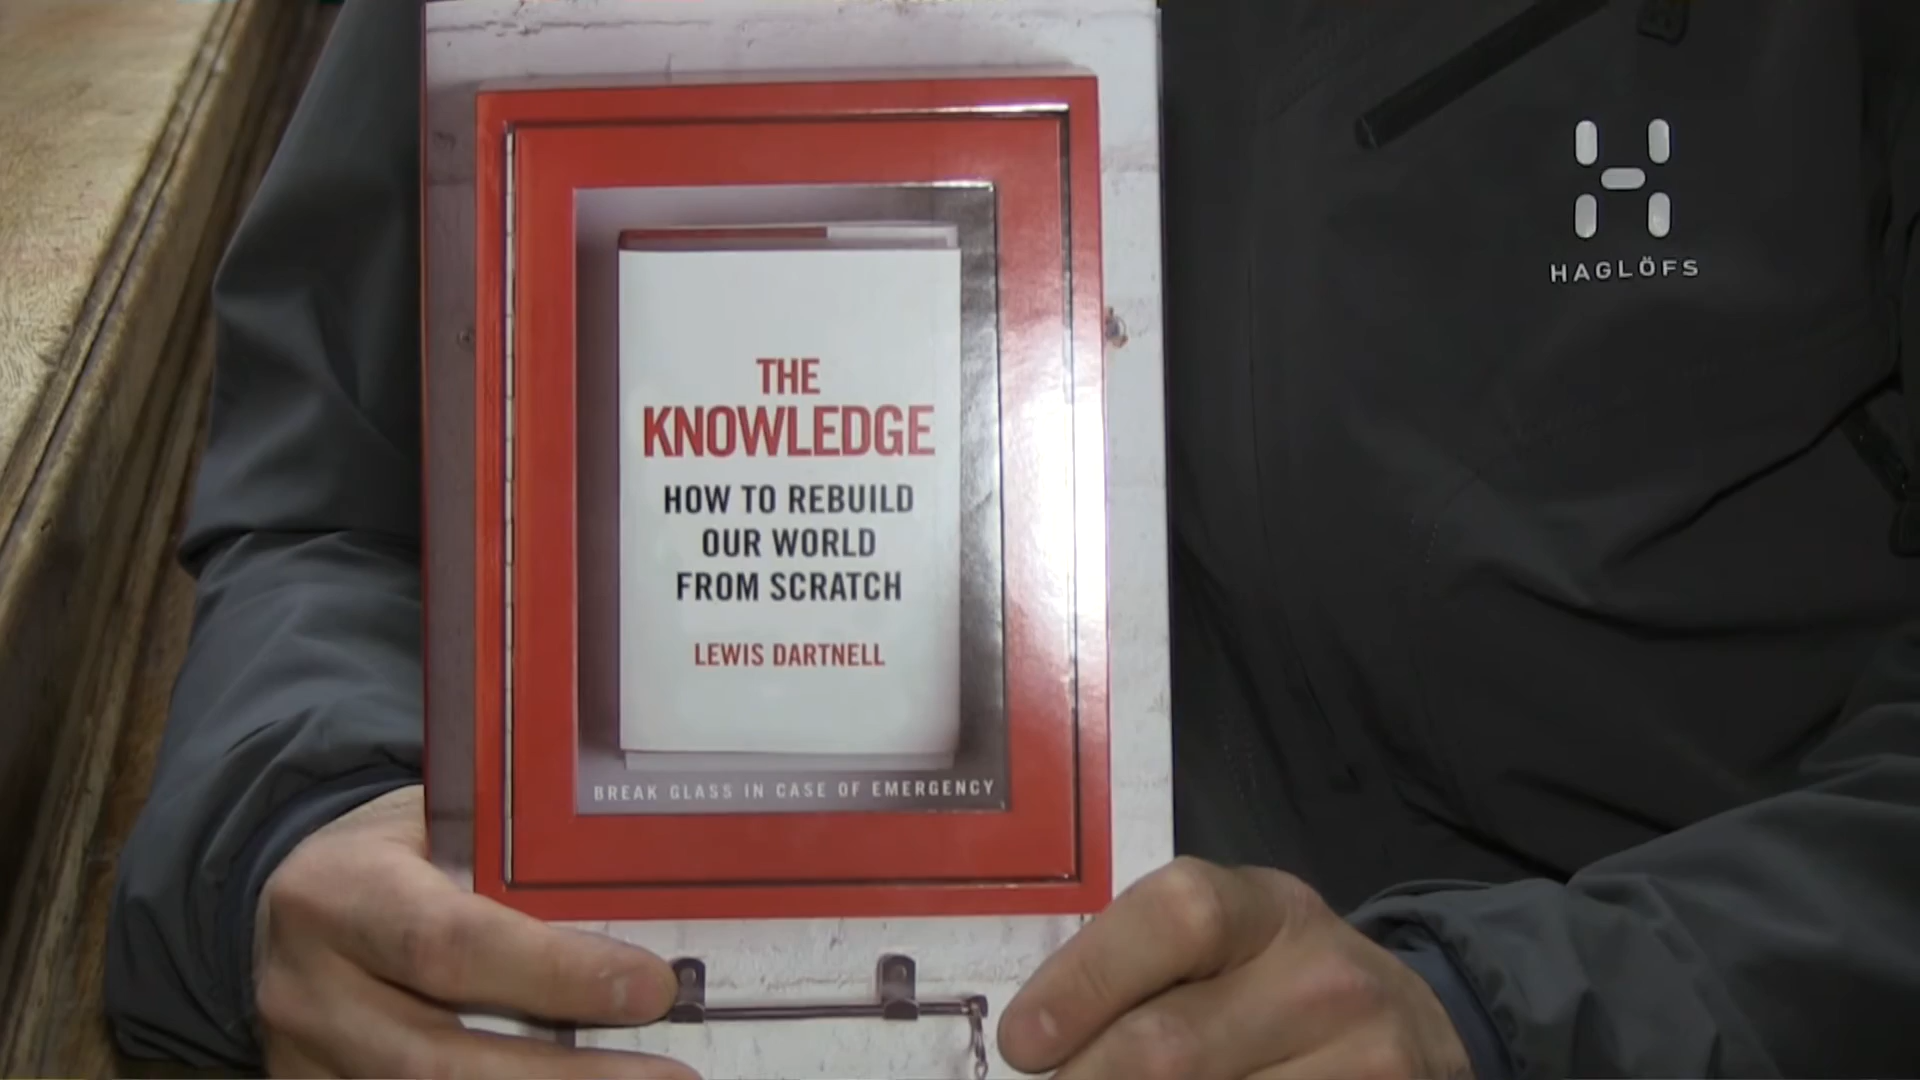 THE
KNOWLEDGE
HOW TO REBUILD
OUR WORLD
FROM SCRATCH
LEWIS DARTNELL
BREAK GLASS IN CASE OF EMERGENCY
HAGLÖFS